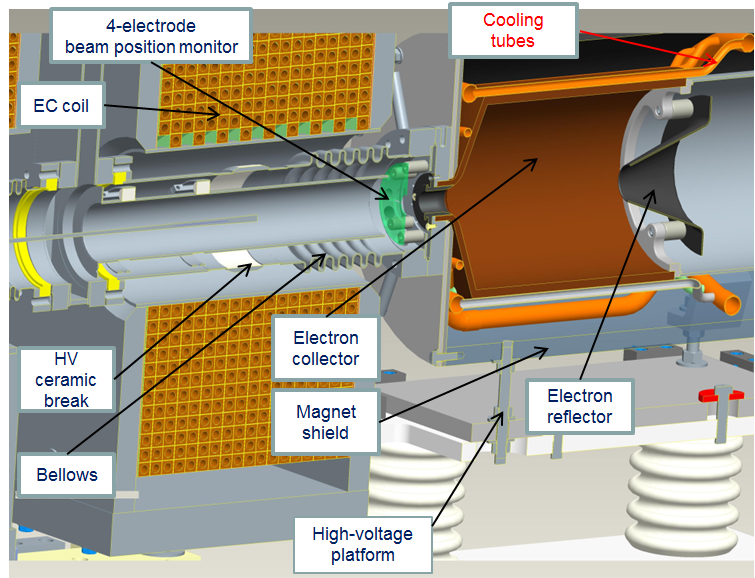 4-electrode
beam position monitor
Cooling
tubes
EC coil
HV
ceramic
break
Electron
collector
Magnet
shield
Electron
reflector
Bellows
High-voltage
platform